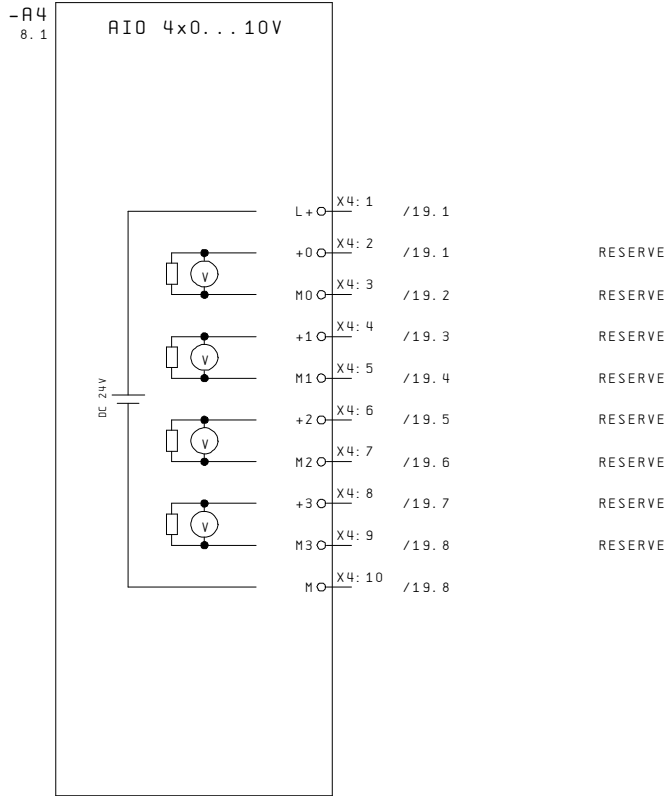 -A4
8.1
AIO 4x0...10V
L+ X4:1 /19.1
+0 X4:2 /19.1 RESERVE
V
M0 X4:3 /19.2 RESERVE
+1 X4:4 /19.3 RESERVE
V
M1 X4:5 /19.4 RESERVE
DC 24V
+2 X4:6 /19.5 RESERVE
V
M2 X4:7 /19.6 RESERVE
+3 X4:8 /19.7 RESERVE
V
M3 X4:9 /19.8 RESERVE
M X4:10 /19.8